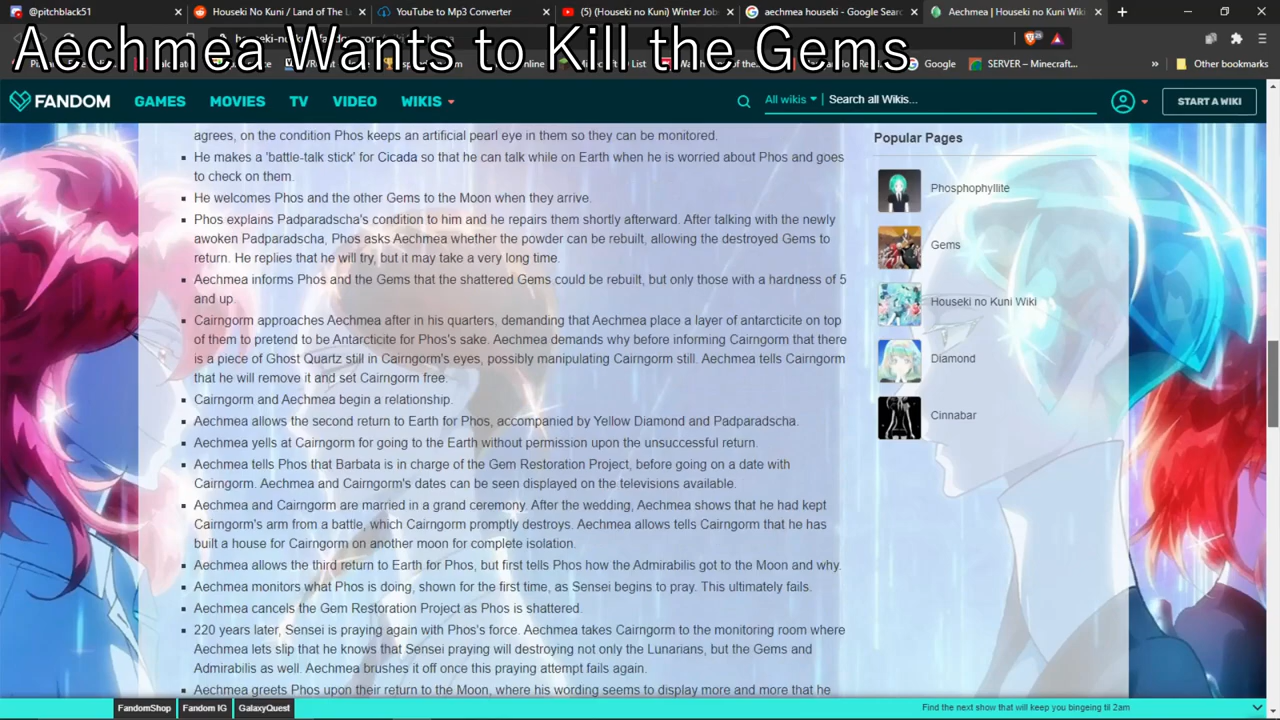 @pitchblack51
Houseki No Kuni / Land of The L
YouTube to Mp3 Converter
(5) (Houseki no Kuni) Winter Job
aechmea houseki - Google Searc
Aechmea | Houseki no Kuni Wiki
Aechmea Wants to Kill the Gems
Google
SERVER – Minecraft...
Other bookmarks
FANDOM
GAMES
MOVIES
TV
VIDEO
WIKIS
All wikis
Search all Wikis...
START A WIKI
agrees, on the condition Phos keeps an artificial pearl eye in them so they can be monitored.
He makes a 'battle-talk stick' for Cicada so that he can talk while on Earth when he is worried about Phos and goes
to check on them.
He welcomes Phos and the other Gems to the Moon when they arrive.
Phos explains Padparadscha's condition to him and he repairs them shortly afterward. After talking with the newly
awoken Padparadscha, Phos asks Aechmea whether the powder can be rebuilt, allowing the destroyed Gems to
return. He replies that he will try, but it may take a very long time.
Aechmea informs Phos and the Gems that the shattered Gems could be rebuilt, but only those with a hardness of 5
and up.
Cairngorm approaches Aechmea after in his quarters, demanding that Aechmea place a layer of antarcticite on top
of them to pretend to be Antarcticite for Phos's sake. Aechmea demands why before informing Cairngorm that there
is a piece of Ghost Quartz still in Cairngorm's eyes, possibly manipulating Cairngorm still. Aechmea tells Cairngorm
that he will remove it and set Cairngorm free.
Cairngorm and Aechmea begin a relationship.
Aechmea allows the second return to Earth for Phos, accompanied by Yellow Diamond and Padparadscha.
Aechmea yells at Cairngorm for going to the Earth without permission upon the unsuccessful return.
Aechmea tells Phos that Barbata is in charge of the Gem Restoration Project, before going on a date with
Cairngorm. Aechmea and Cairngorm's dates can be seen displayed on the televisions available.
Aechmea and Cairngorm are married in a grand ceremony. After the wedding, Aechmea shows that he had kept
Cairngorm's arm from a battle, which Cairngorm promptly destroys. Aechmea allows tells Cairngorm that he has
built a house for Cairngorm on another moon for complete isolation.
Aechmea allows the third return to Earth for Phos, but first tells Phos how the Admirabilis got to the Moon and why.
Aechmea monitors what Phos is doing, shown for the first time, as Sensei begins to pray. This ultimately fails.
Aechmea cancels the Gem Restoration Project as Phos is shattered.
220 years later, Sensei is praying again with Phos's force. Aechmea takes Cairngorm to the monitoring room where
Aechmea lets slip that he knows that Sensei praying will destroying not only the Lunarians, but the Gems and
Admirabilis as well. Aechmea brushes it off once this praying attempt fails again.
Aechmea greets Phos upon their return to the Moon, where his wording seems to display more and more that he
Popular Pages
Phosphophyllite
Gems
Houseki no Kuni Wiki
Diamond
Cinnabar
FandomShop
Fandom IG
GalaxyQuest
Find the next show that will keep you bingeing til 2am